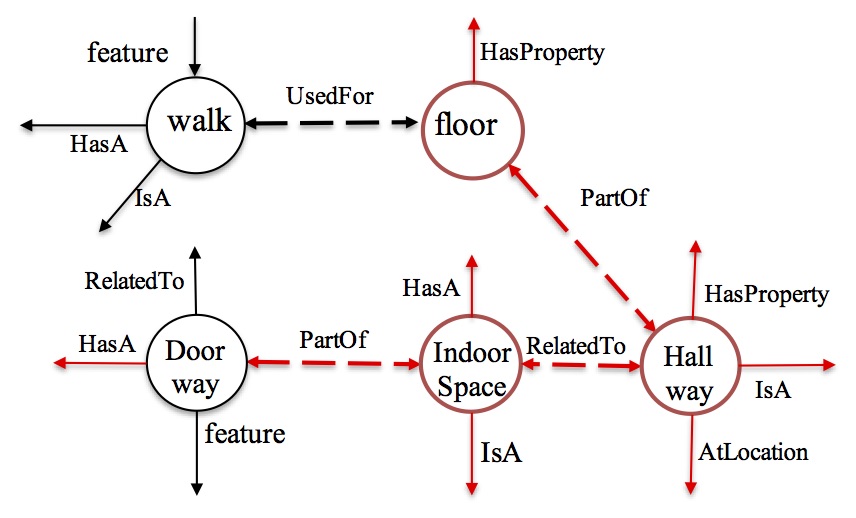 feature
HasProperty
UsedFor
walk
floor
HasA
IsA
PartOf
RelatedTo
HasA
HasProperty
HasA
PartOf
RelatedTo
Door
way
Indoor
Space
Hall
way
IsA
feature
IsA
AtLocation